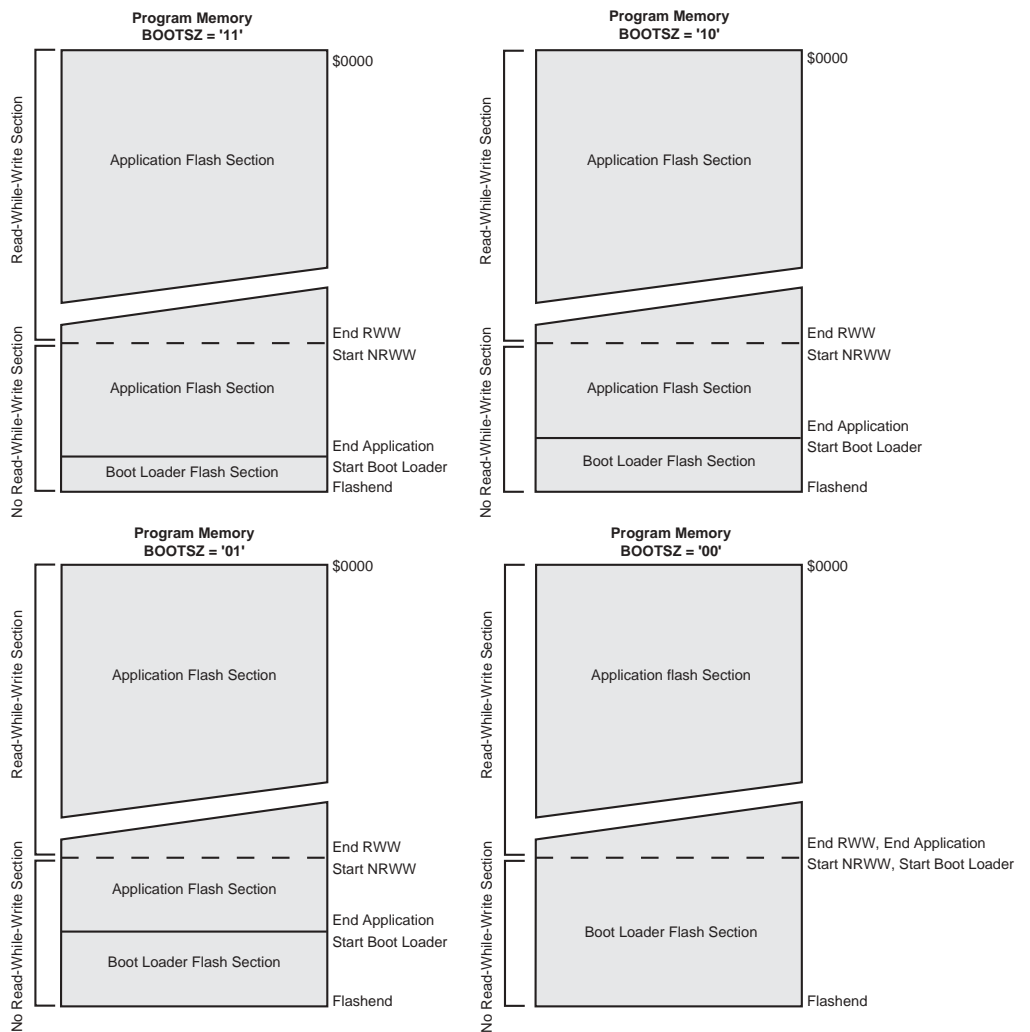 Program Memory
BOOTSZ = '11'
$0000
Read-While-Write Section
Application Flash Section
End RWW
Start NRWW
No Read-While-Write Section
Application Flash Section
End Application
Start Boot Loader
Boot Loader Flash Section
Flashend
Program Memory
BOOTSZ = '10'
$0000
Read-While-Write Section
Application Flash Section
End RWW
Start NRWW
No Read-While-Write Section
Application Flash Section
End Application
Start Boot Loader
Boot Loader Flash Section
Flashend
Program Memory
BOOTSZ = '01'
$0000
Read-While-Write Section
Application Flash Section
End RWW
Start NRWW
No Read-While-Write Section
Application Flash Section
End Application
Start Boot Loader
Boot Loader Flash Section
Flashend
Program Memory
BOOTSZ = '00'
$0000
Read-While-Write Section
Application flash Section
End RWW, End Application
Start NRWW, Start Boot Loader
No Read-While-Write Section
Boot Loader Flash Section
Flashend